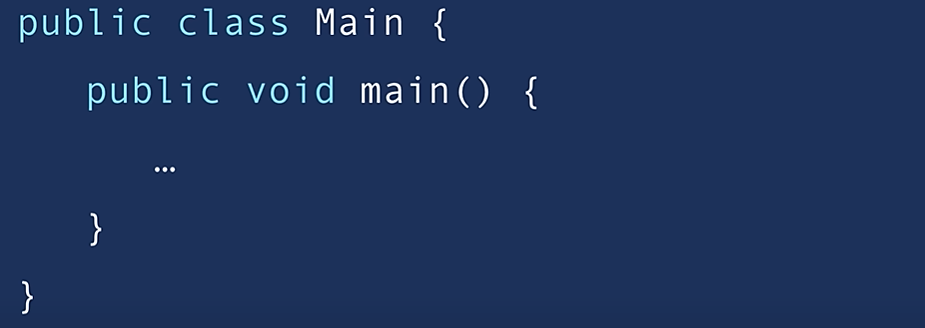 public class Main {
public void main() {
…
}
}